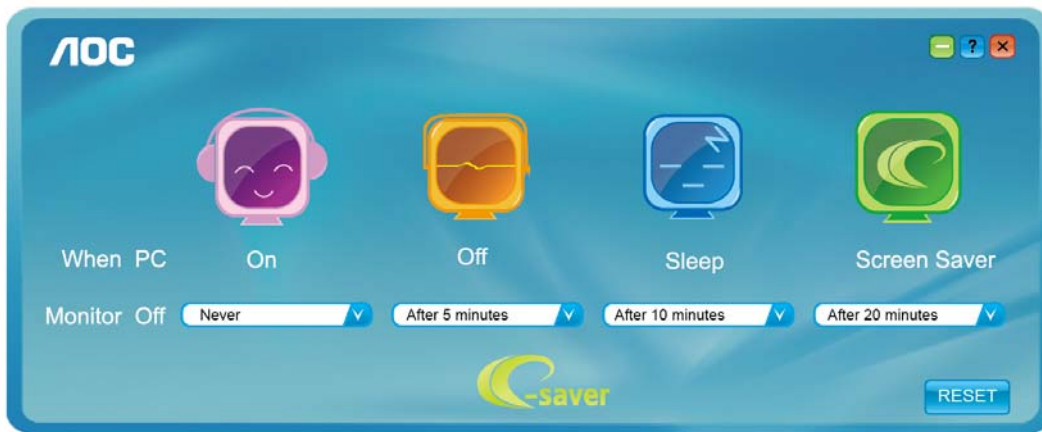 AOC
?
When PC On Off Sleep Screen Saver
Monitor Off Never After 5 minutes After 10 minutes After 20 minutes
e-saver
RESET